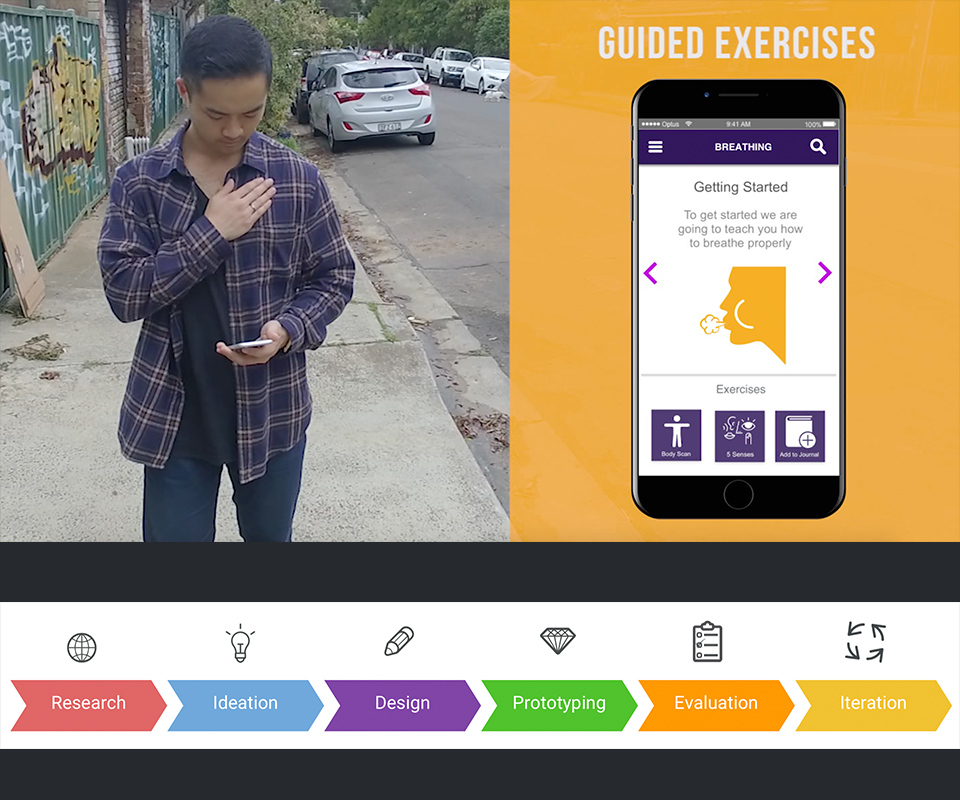 GUIDED EXERCISES
Optus 9:41 AM 100%
BREATHING
Getting Started
To get started we are
going to teach you how
to breathe properly
Exercises
Body Scan 5 Senses Add to Journal
Research Ideation Design Prototyping Evaluation Iteration